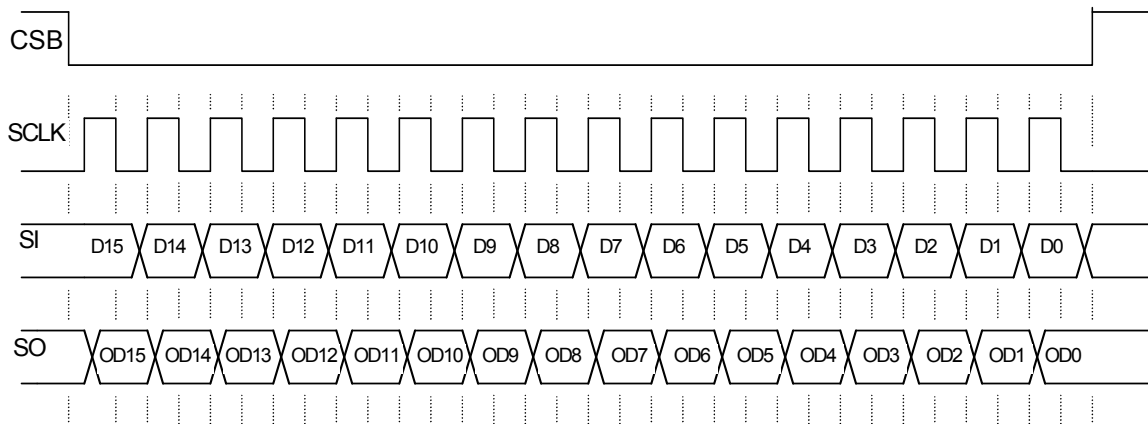 CSB
SCLK
SI D15 D14 D13 D12 D11 D10 D9 D8 D7 D6 D5 D4 D3 D2 D1 D0
SO OD15 OD14 OD13 OD12 OD11 OD10 OD9 OD8 OD7 OD6 OD5 OD4 OD3 OD2 OD1 OD0